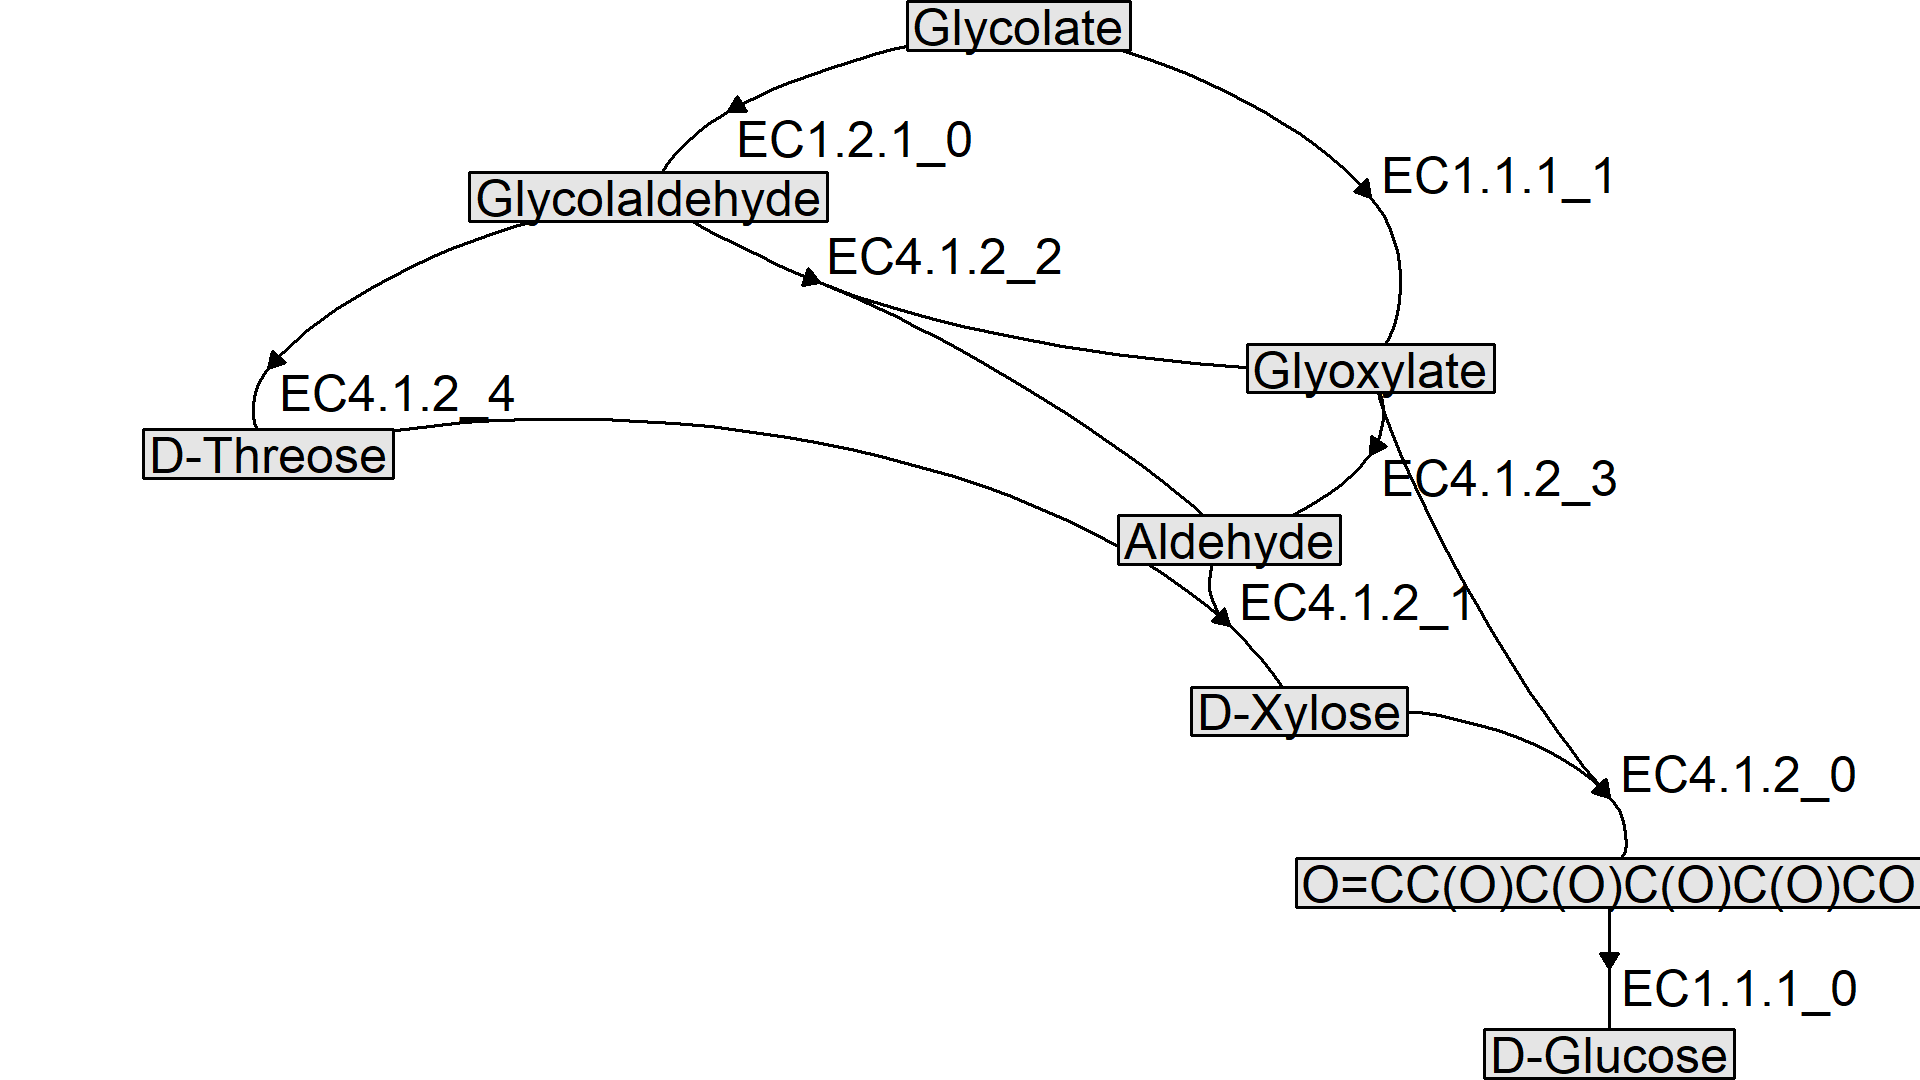 Glycolate
EC1.2.1_0
EC1.1.1_1
Glycolaldehyde
EC4.1.2_2
Glyoxylate
EC4.1.2_4
D-Threose
EC4.1.2_3
Aldehyde
EC4.1.2_1
D-Xylose
EC4.1.2_0
O=CC(O)C(O)C(O)C(O)CO
EC1.1.1_0
D-Glucose